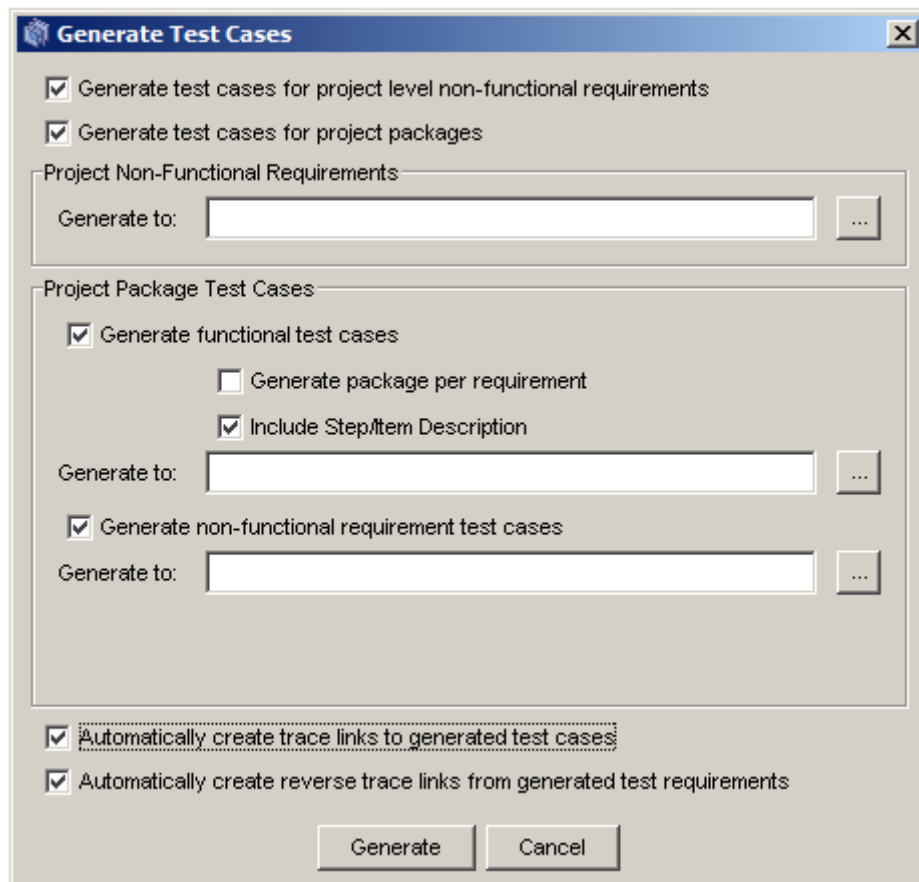 Generate Test Cases
Generate test cases for project level non-functional requirements
Generate test cases for project packages
Project Non-Functional Requirements
Generate to:
...
Project Package Test Cases
Generate functional test cases
Generate package per requirement
Include Step/Item Description
Generate to:
...
Generate non-functional requirement test cases
Generate to:
...
Automatically create trace links to generated test cases
Automatically create reverse trace links from generated test requirements
Generate Cancel